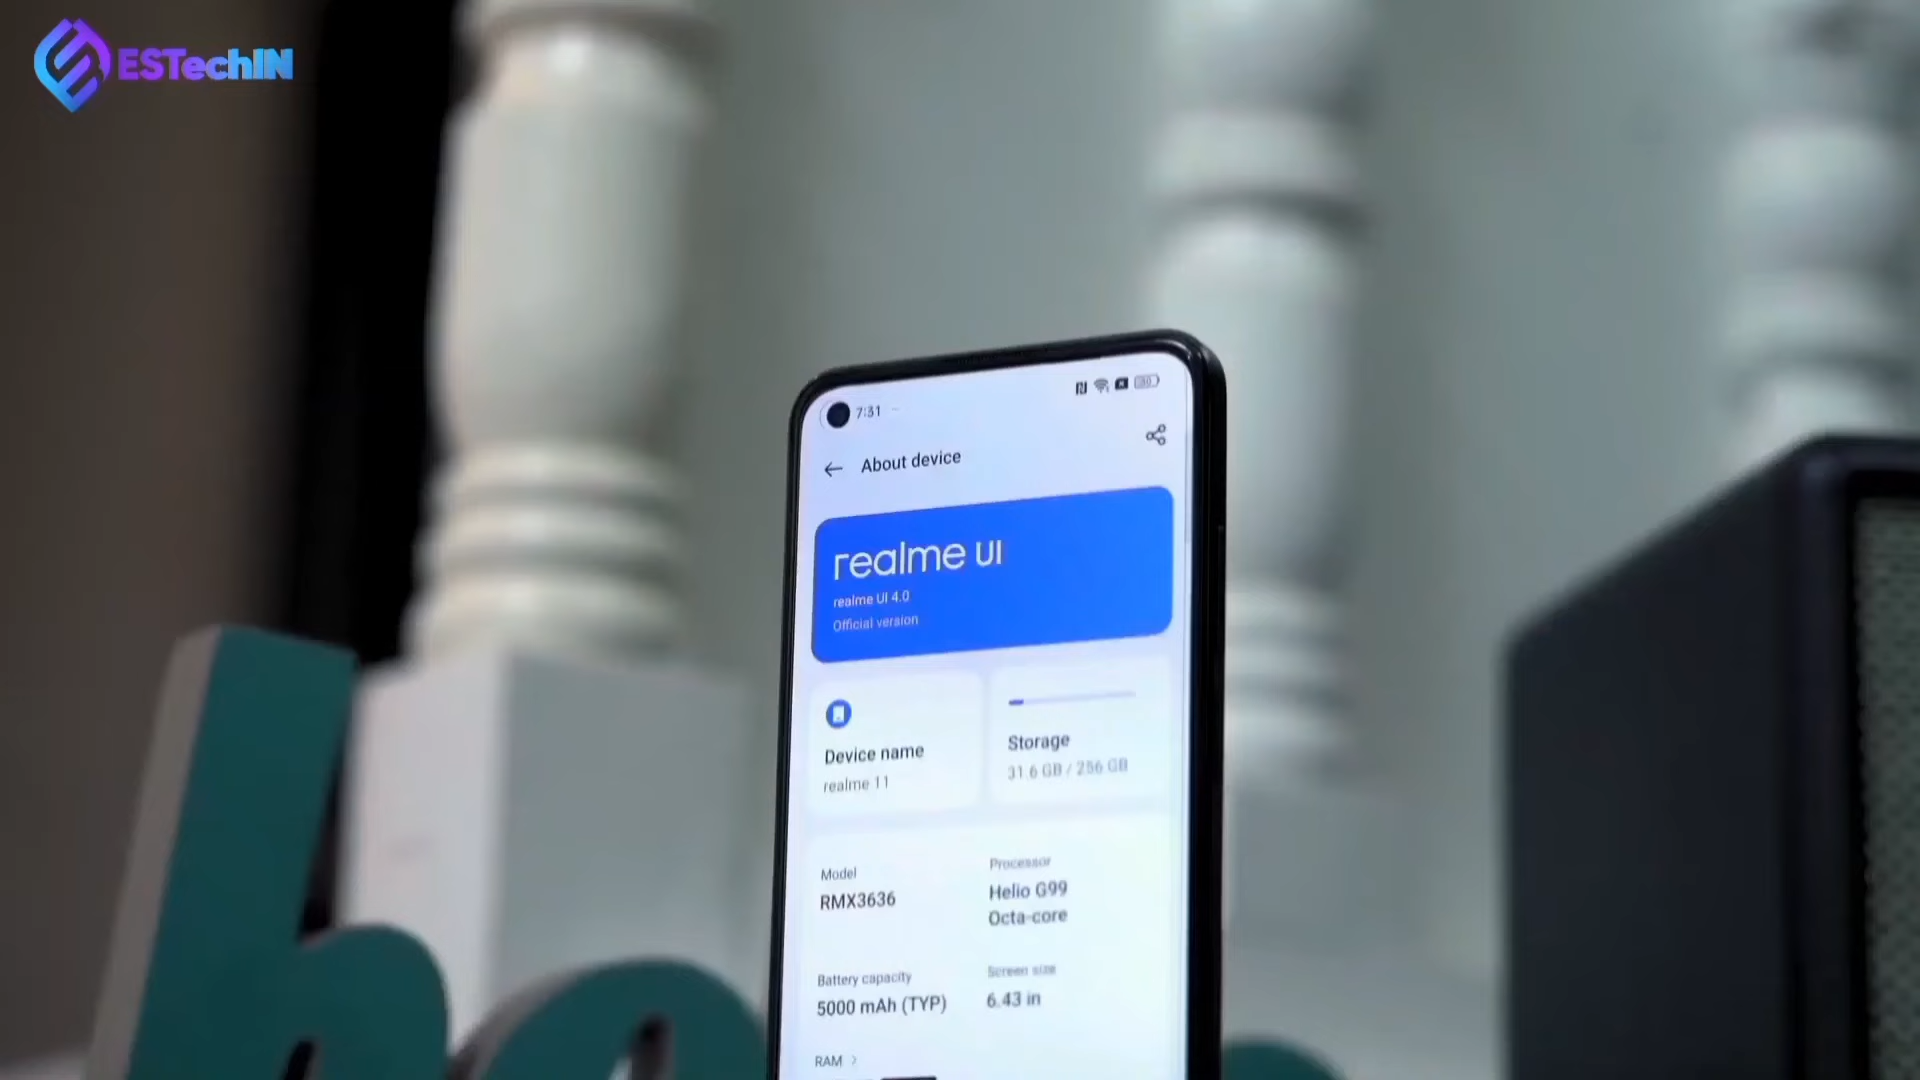 ESTechIN
7:31
About device
realme UI
realme UI 4.0
Official version
Device name
realme 11
Storage
31.6 GB / 256 GB
Model
RMX3636
Processor
Helio G99
Octa-core
Battery capacity
5000 mAh (TYP)
Screen size
6.43 in
RAM